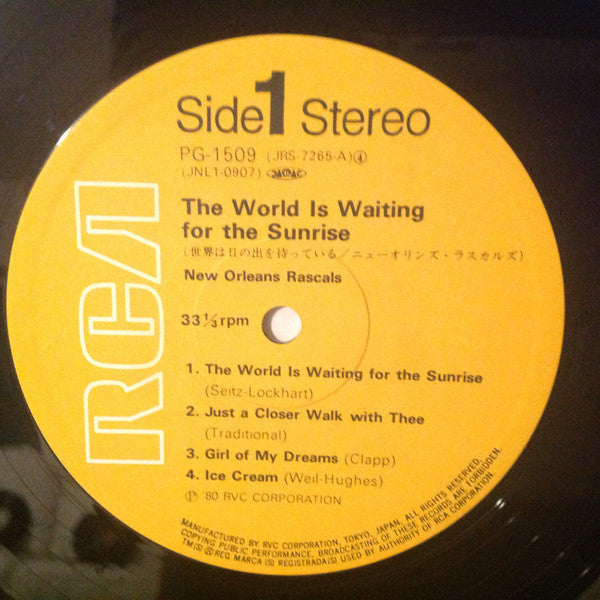 Side 1 Stereo
PG-1509 (JRS-7265-A)④
(JNL1-0907)
The World Is Waiting
for the Sunrise
(世界は日の出を待っている/ニューオリンズ・ラスカルズ)
New Orleans Rascals
33⅓rpm
RCA
1. The World Is Waiting for the Sunrise
(Seitz-Lockhart)
2. Just a Closer Walk with Thee
(Traditional)
3. Girl of My Dreams (Clapp)
4. Ice Cream (Weil-Hughes)
Ⓟ '80 RVC CORPORATION
MANUFACTURED BY RVC CORPORATION, TOKYO, JAPAN. ALL RIGHTS RESERVED.
COPYING PUBLIC PERFORMANCE, BROADCASTING OF THESE RECORDS ARE FORBIDDEN.
TM(S) ® REG. MARCA (S) REGISTRADA(S) USED BY AUTHORITY OF RCA CORPORATION.